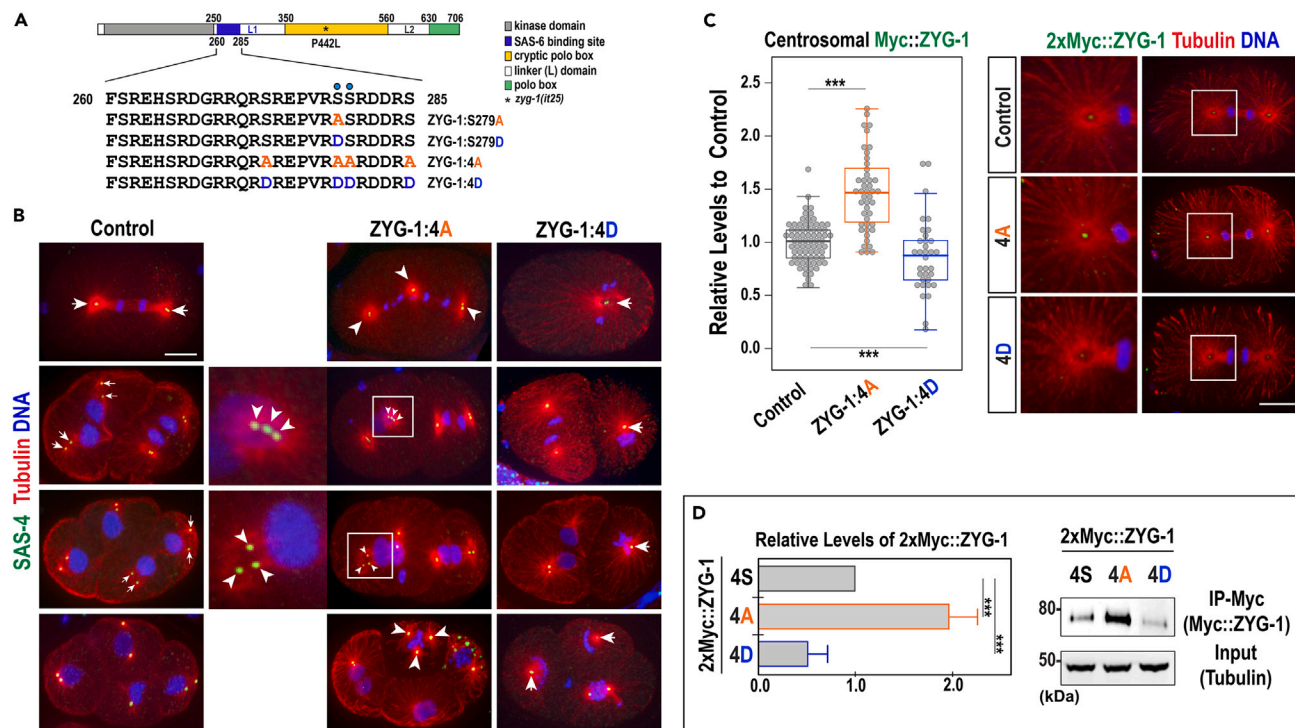 A
250 350 560 630 706
L1 * L2
260 285 P442L
kinase domain
SAS-6 binding site
cryptic polo box
linker (L) domain
polo box
* zyg-1(it25)
260 FSREHSRDGRRQRSREPVRSSRDDRS 285
FSREHSRDGRRQRSREPVRASRDDRS ZYG-1:S279A
FSREHSRDGRRQRSREPVRDSRDDRS ZYG-1:S279D
FSREHSRDGRRQRAREPVRAARDDRA ZYG-1:4A
FSREHSRDGRRQRDREPVRDDRDDRD ZYG-1:4D
B
Control ZYG-1:4A ZYG-1:4D
SAS-4 Tubulin DNA
C
Centrosomal Myc::ZYG-1
Relative Levels to Control
2.5
2.0
1.5
1.0
0.5
0.0
***
***
Control ZYG-1:4A ZYG-1:4D
2xMyc::ZYG-1 Tubulin DNA
Control
4A
4D
D
Relative Levels of 2xMyc::ZYG-1
2xMyc::ZYG-1
4S
4A
4D
***
***
0.0 1.0 2.0
2xMyc::ZYG-1
4S 4A 4D
80
IP-Myc
(Myc::ZYG-1)
50
Input
(Tubulin)
(kDa)